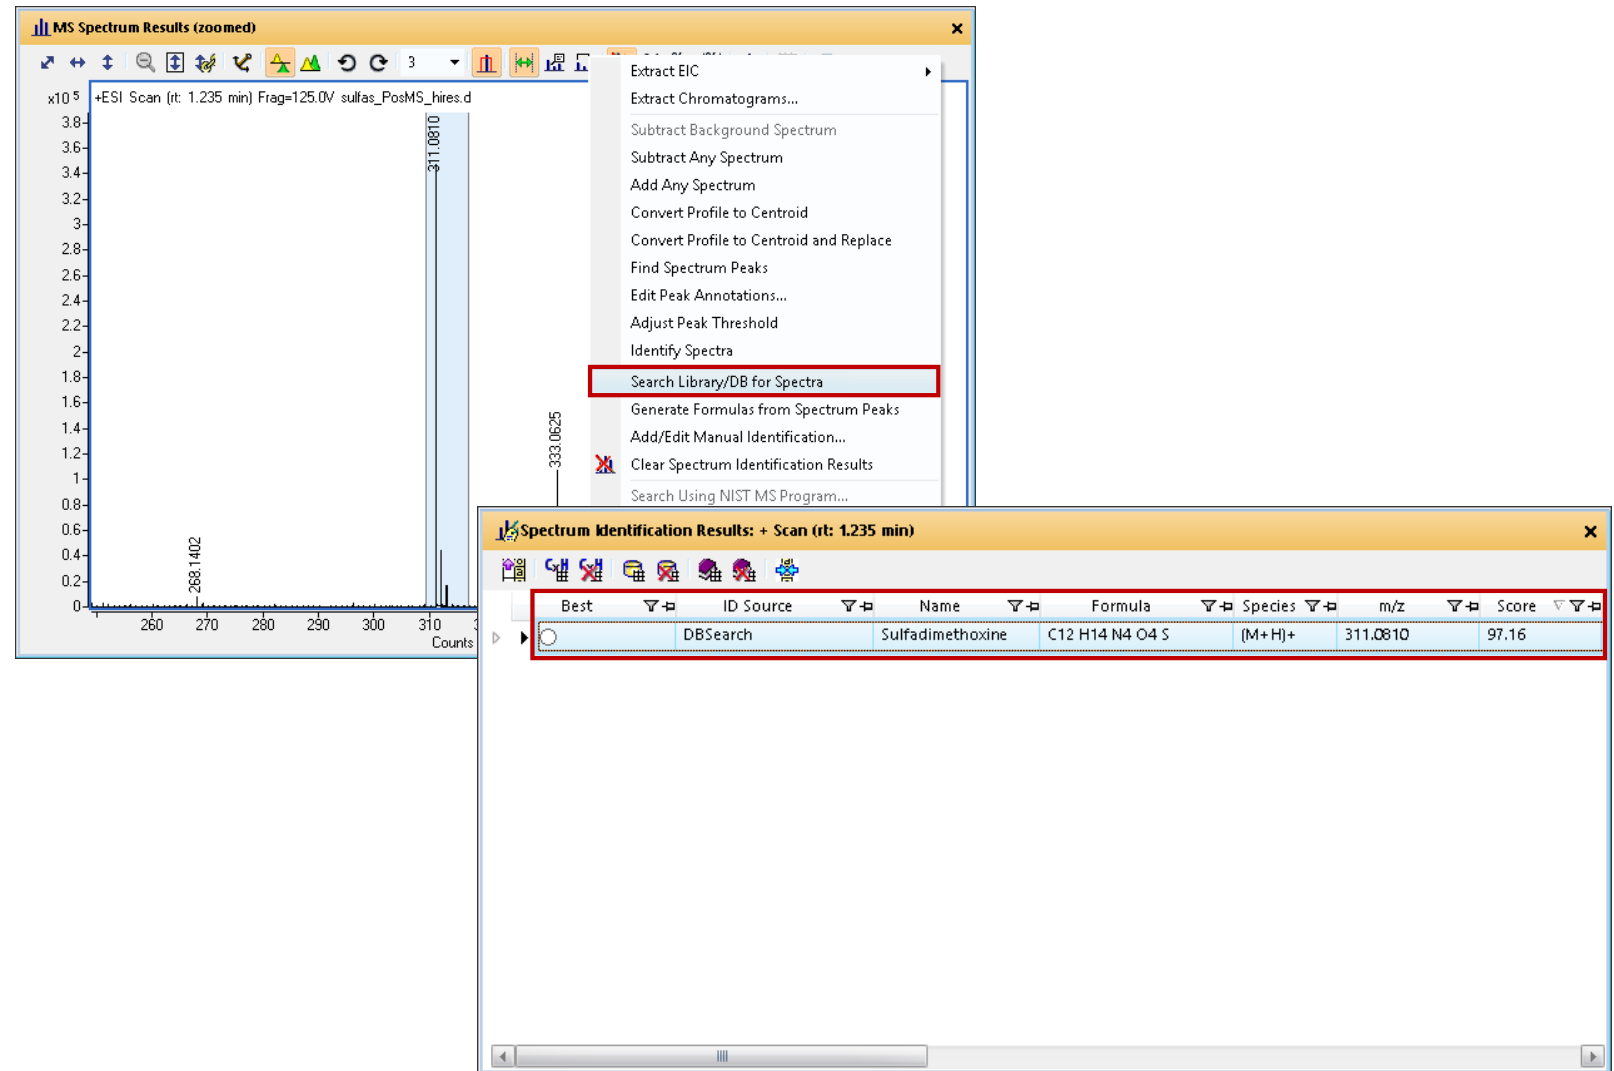 MS Spectrum Results (zoomed)
3
x10 5
+ESI Scan (rt: 1.235 min) Frag=125.0V sulfas_PosMS_hires.d
3.8
3.6
3.4
3.2
3
2.8
2.6
2.4
2.2
2
1.8
1.6
1.4
1.2
1
0.8
0.6
0.4
0.2
0
311.0810
333.0625
268.1402
260 270 280 290 300 310
Counts
Extract EIC
Extract Chromatograms...
Subtract Background Spectrum
Subtract Any Spectrum
Add Any Spectrum
Convert Profile to Centroid
Convert Profile to Centroid and Replace
Find Spectrum Peaks
Edit Peak Annotations...
Adjust Peak Threshold
Identify Spectra
Search Library/DB for Spectra
Generate Formulas from Spectrum Peaks
Add/Edit Manual Identification...
Clear Spectrum Identification Results
Search Using NIST MS Program...
Spectrum Identification Results: + Scan (rt: 1.235 min)
Best ID Source Name Formula Species m/z Score
DBSearch Sulfadimethoxine C12 H14 N4 O4 S (M+H)+ 311.0810 97.16